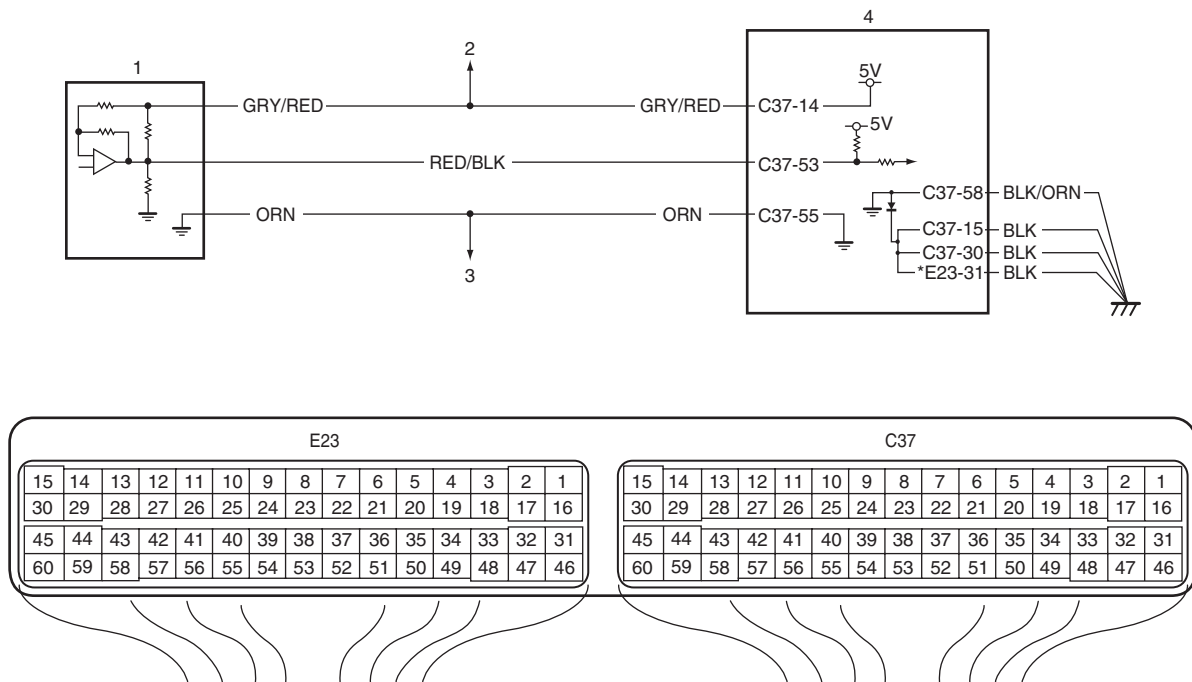 4
2
1
5V
GRY/RED GRY/RED C37-14
5V
RED/BLK C37-53
C37-58 BLK/ORN
ORN ORN C37-55
C37-15 BLK
C37-30 BLK
*E23-31 BLK
3
E23 C37
15 14 13 12 11 10 9 8 7 6 5 4 3 2 1 15 14 13 12 11 10 9 8 7 6 5 4 3 2 1
30 29 28 27 26 25 24 23 22 21 20 19 18 17 16 30 29 28 27 26 25 24 23 22 21 20 19 18 17 16
45 44 43 42 41 40 39 38 37 36 35 34 33 32 31 45 44 43 42 41 40 39 38 37 36 35 34 33 32 31
60 59 58 57 56 55 54 53 52 51 50 49 48 47 46 60 59 58 57 56 55 54 53 52 51 50 49 48 47 46